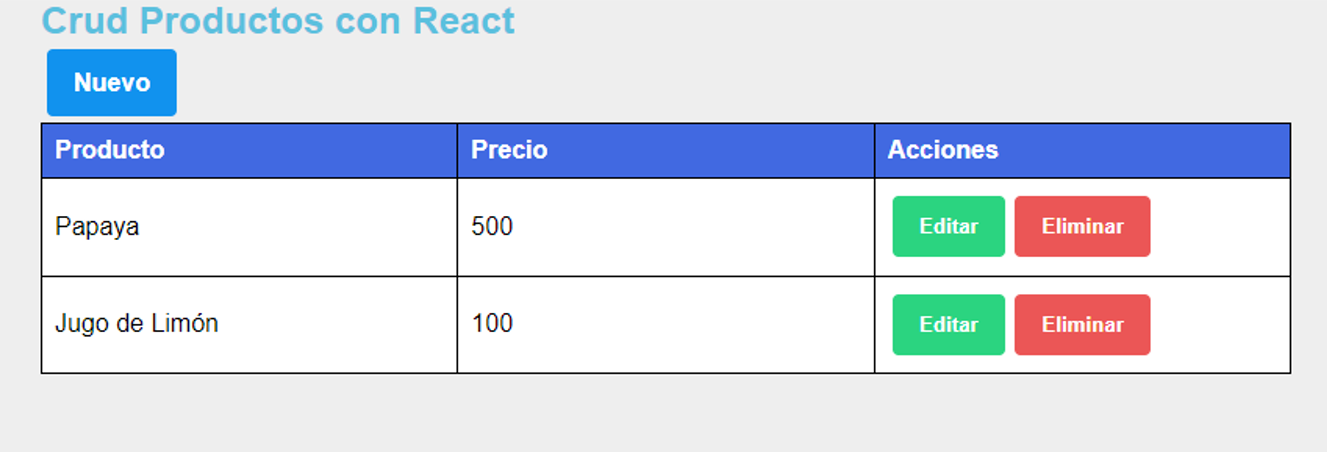 Crud Productos con React
Nuevo
Producto Precio Acciones
Papaya 500 Editar Eliminar
Jugo de Limón 100 Editar Eliminar